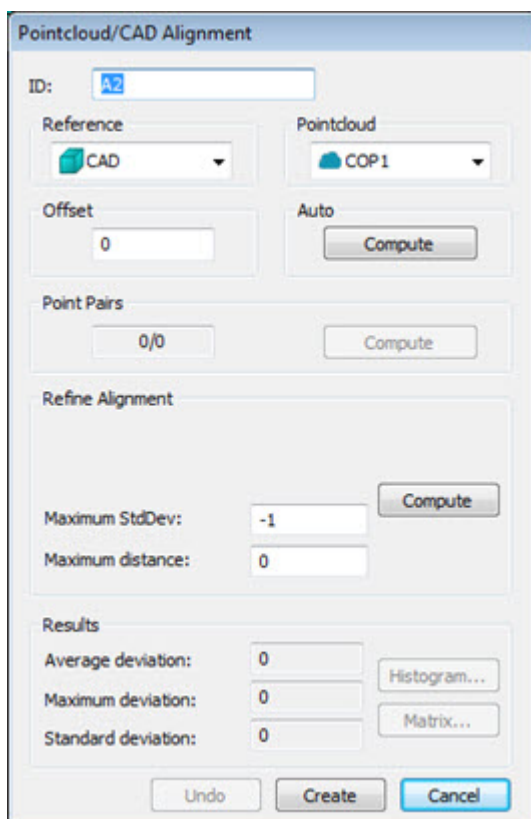 Pointcloud/CAD Alignment
ID: A2
Reference Pointcloud
CAD COP1
Offset Auto
0 Compute
Point Pairs
0/0 Compute
Refine Alignment
Compute
Maximum StdDev: -1
Maximum distance: 0
Results
Average deviation: 0
Histogram...
Maximum deviation: 0
Matrix...
Standard deviation: 0
Undo Create Cancel